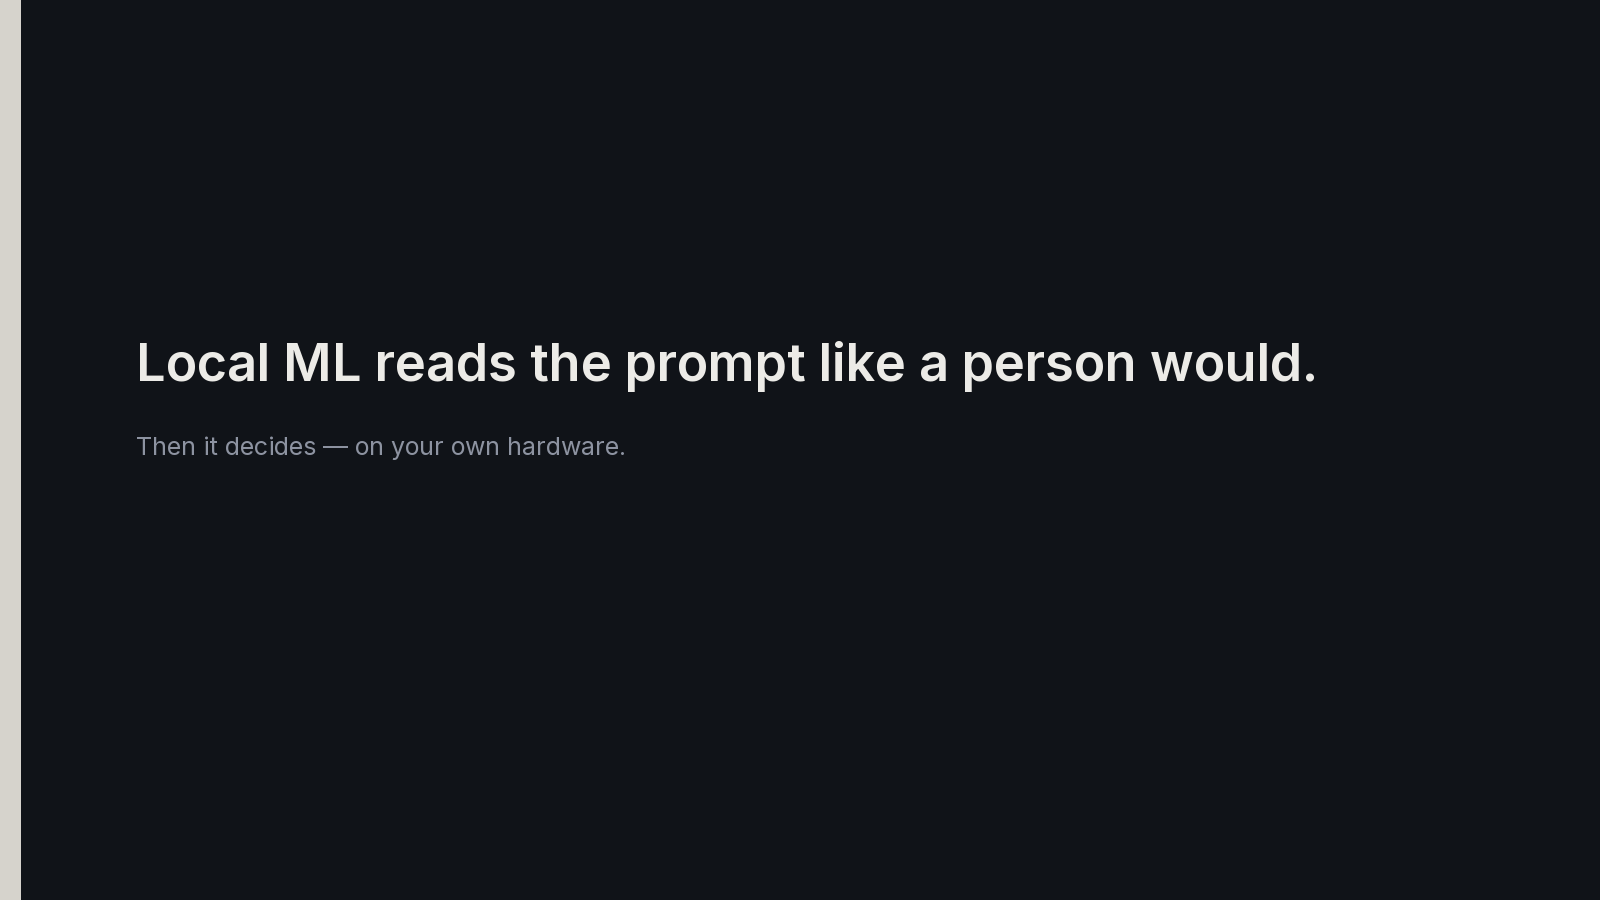 Local ML reads the prompt like a person would.
Then it decides — on your own hardware.